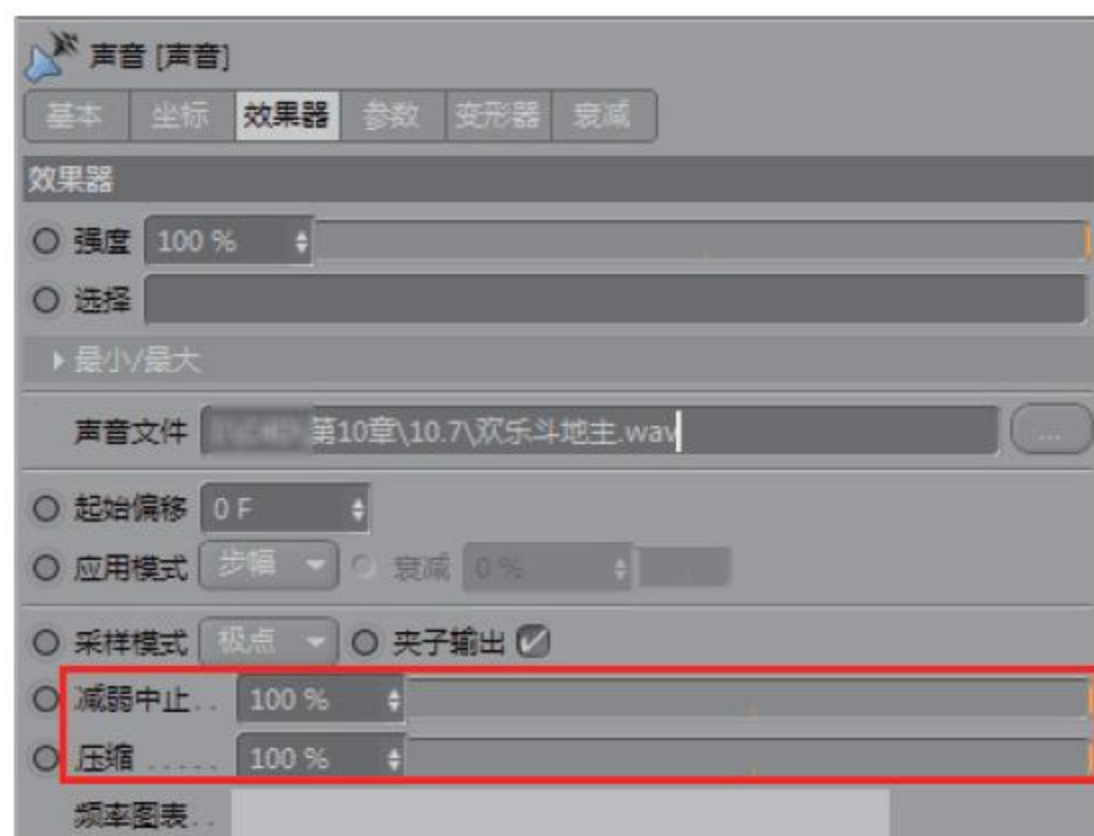 声音 [声音]
基本 坐标 效果器 参数 变形器 衰减
效果器
强度 100 %
选择
最小/最大
声音文件 第10章\10.7\欢乐斗地主.wav ...
起始偏移 0 F
应用模式 步幅 衰减 0 %
采样模式 极点 夹子输出
减弱中止 . . 100 %
压缩 . . . . . 100 %
频率图表 . .